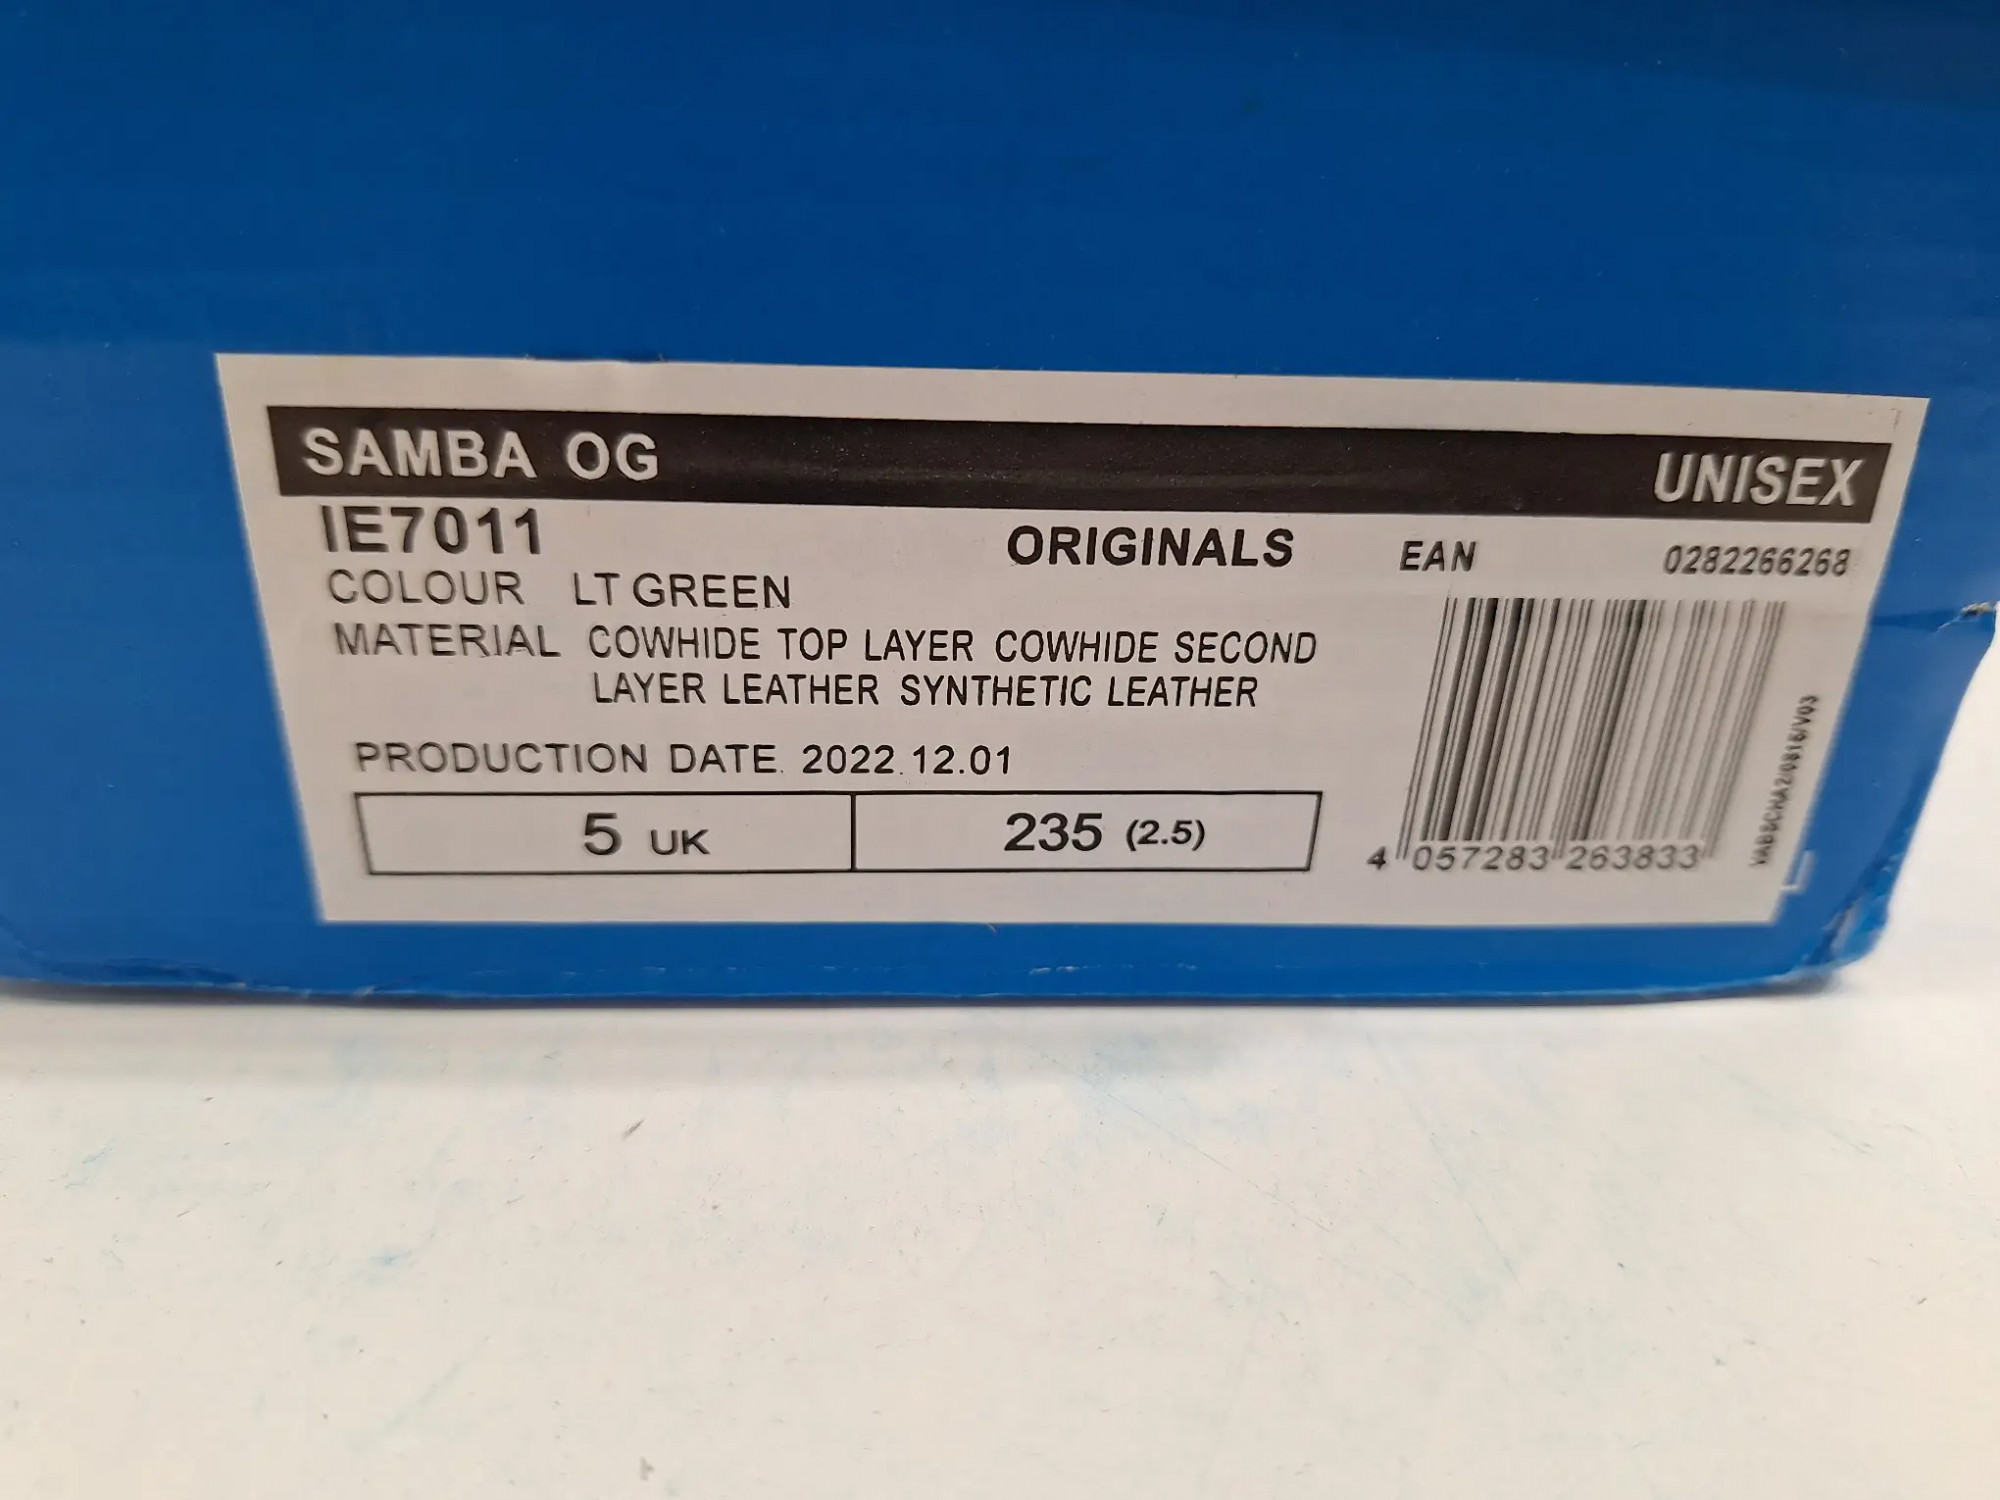 SAMBA OG UNISEX
IE7011 ORIGINALS EAN 0282266268
COLOUR LT GREEN
MATERIAL COWHIDE TOP LAYER COWHIDE SECOND
LAYER LEATHER SYNTHETIC LEATHER
PRODUCTION DATE. 2022.12.01
5 UK 235 (2.5)
4 057283 263833